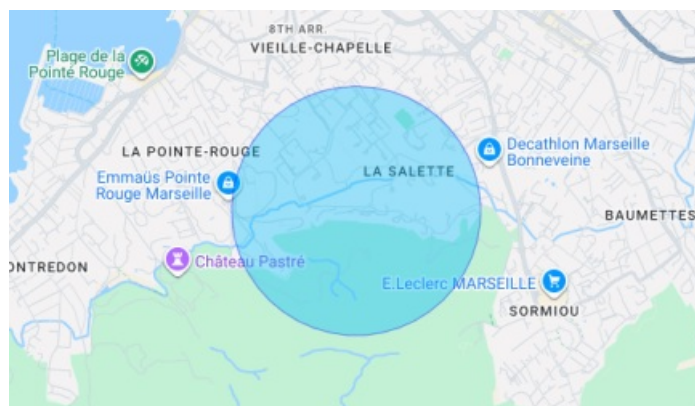 8TH ARR.
VIEILLE-CHAPELLE
Plage de la
Pointe Rouge
LA POINTE-ROUGE
Emmaüs Pointe
Rouge Marseille
LA SALETTE
Decathlon Marseille
Bonneveine
BAUMETTES
ONTREDON
Château Pastré
E.Leclerc MARSEILLE
SORMIOU